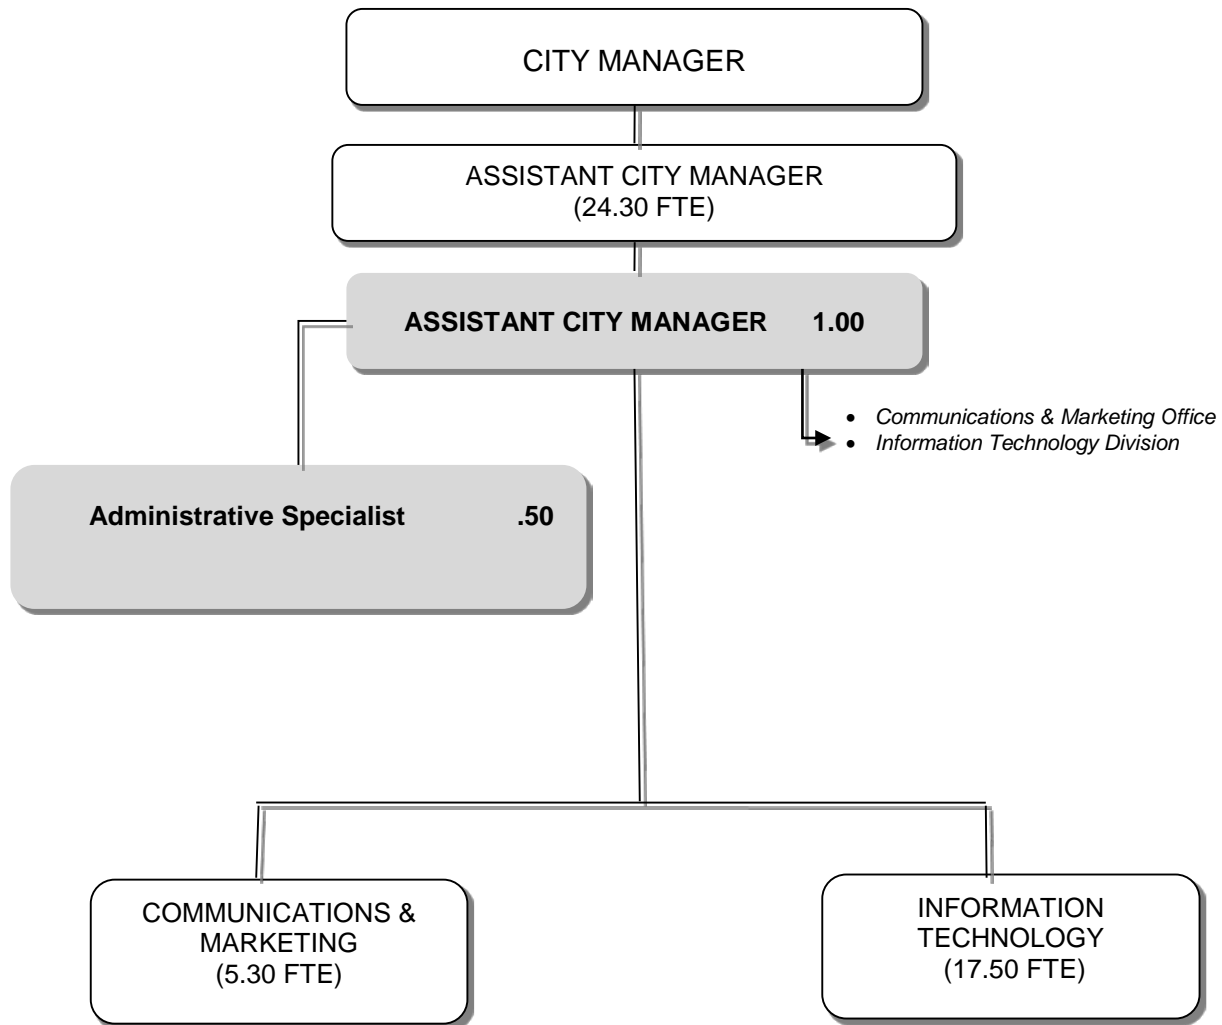 CITY MANAGER
ASSISTANT CITY MANAGER
(24.30 FTE)
ASSISTANT CITY MANAGER 1.00
• Communications & Marketing Office
• Information Technology Division
Administrative Specialist .50
COMMUNICATIONS &
MARKETING
(5.30 FTE)
INFORMATION
TECHNOLOGY
(17.50 FTE)